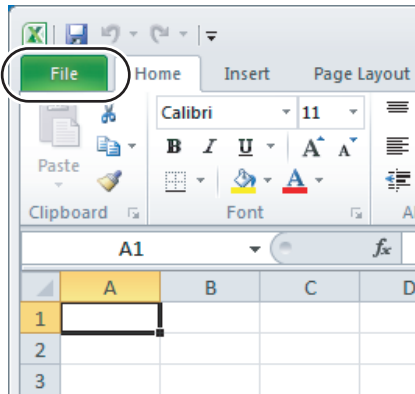 File Home Insert Page Layout
Calibri 11
B I U A A
Paste
Clipboard Font A
A1 fx
A B C D
1
2
3